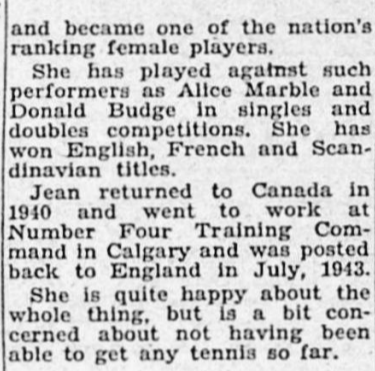 and became one of the nation's
ranking female players.
She has played against such
performers as Alice Marble and
Donald Budge in singles and
doubles competitions. She has
won English, French and Scan-
dinavian titles.
Jean returned to Canada in
1940 and went to work at
Number Four Training Com-
mand in Calgary and was posted
back to England in July, 1943.
She is quite happy about the
whole thing, but is a bit con-
cerned about not having been
able to get any tennis so far.